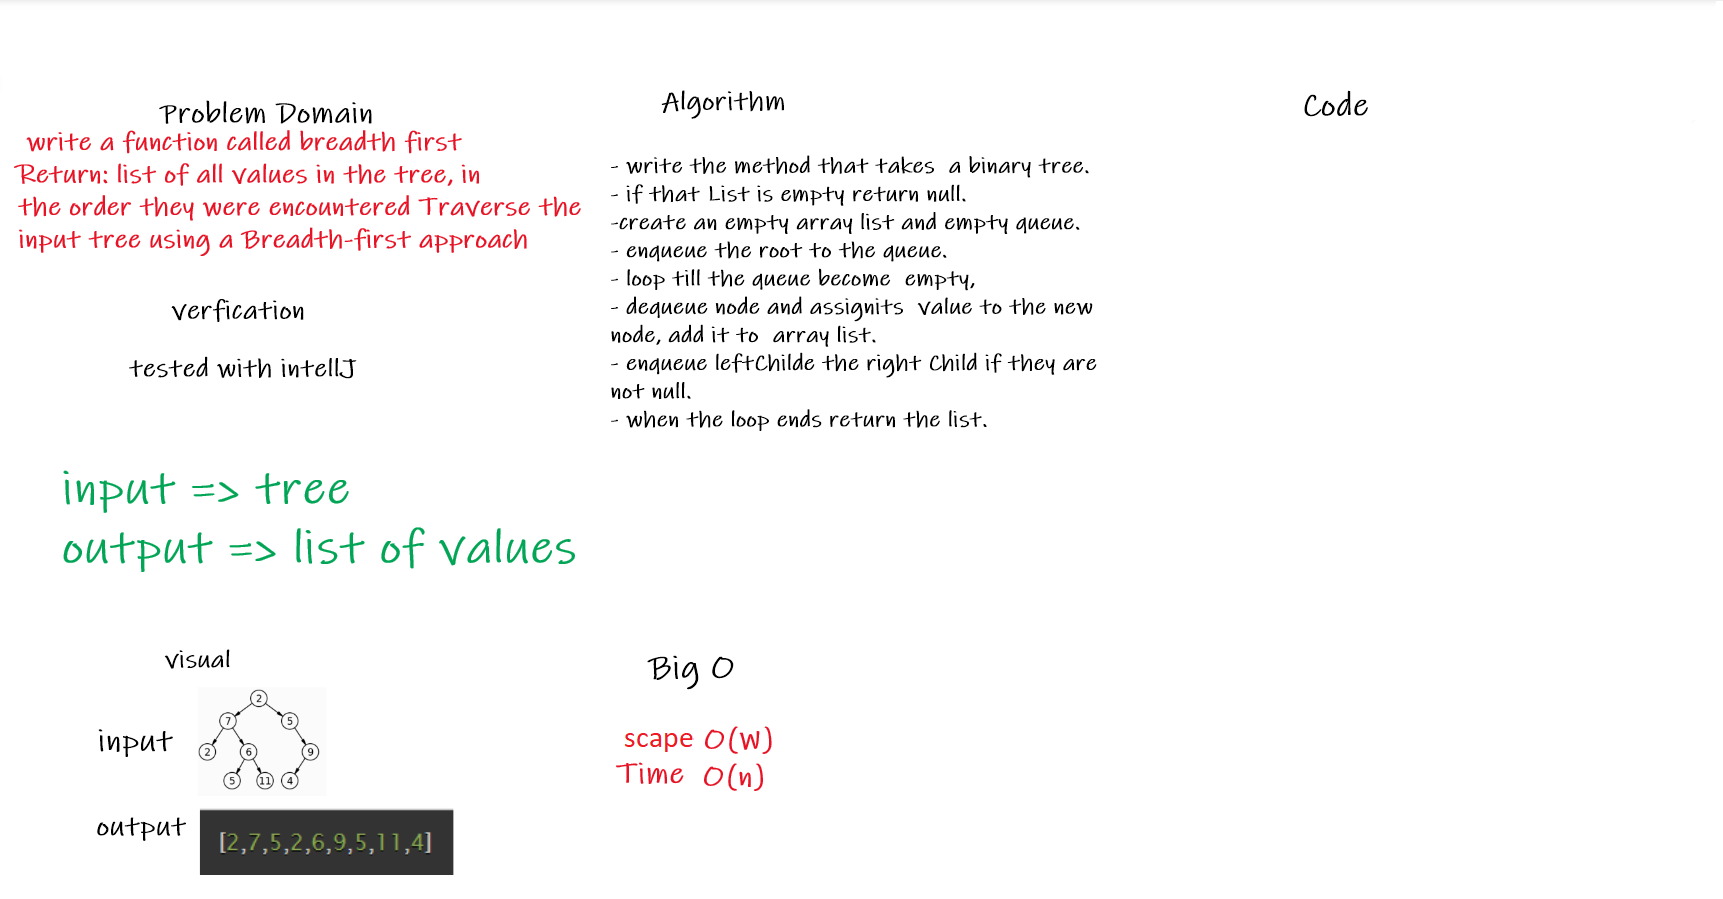 Problem Domain
write a function called breadth first
Return: list of all values in the tree, in
the order they were encountered Traverse the
input tree using a Breadth-first approach
verfication
tested with intellJ
input => tree
output => list of values
visual
input
2
7
5
2
6
9
5
11
4
output
[2,7,5,2,6,9,5,11,4]
Algorithm
- write the method that takes a binary tree.
- if that List is empty return null.
-create an empty array list and empty queue.
- enqueue the root to the queue.
- loop till the queue become empty,
- dequeue node and assignits value to the new
node, add it to array list.
- enqueue leftChilde the right Child if they are
not null.
- when the loop ends return the list.
Big O
scape O(w)
Time O(n)
Code